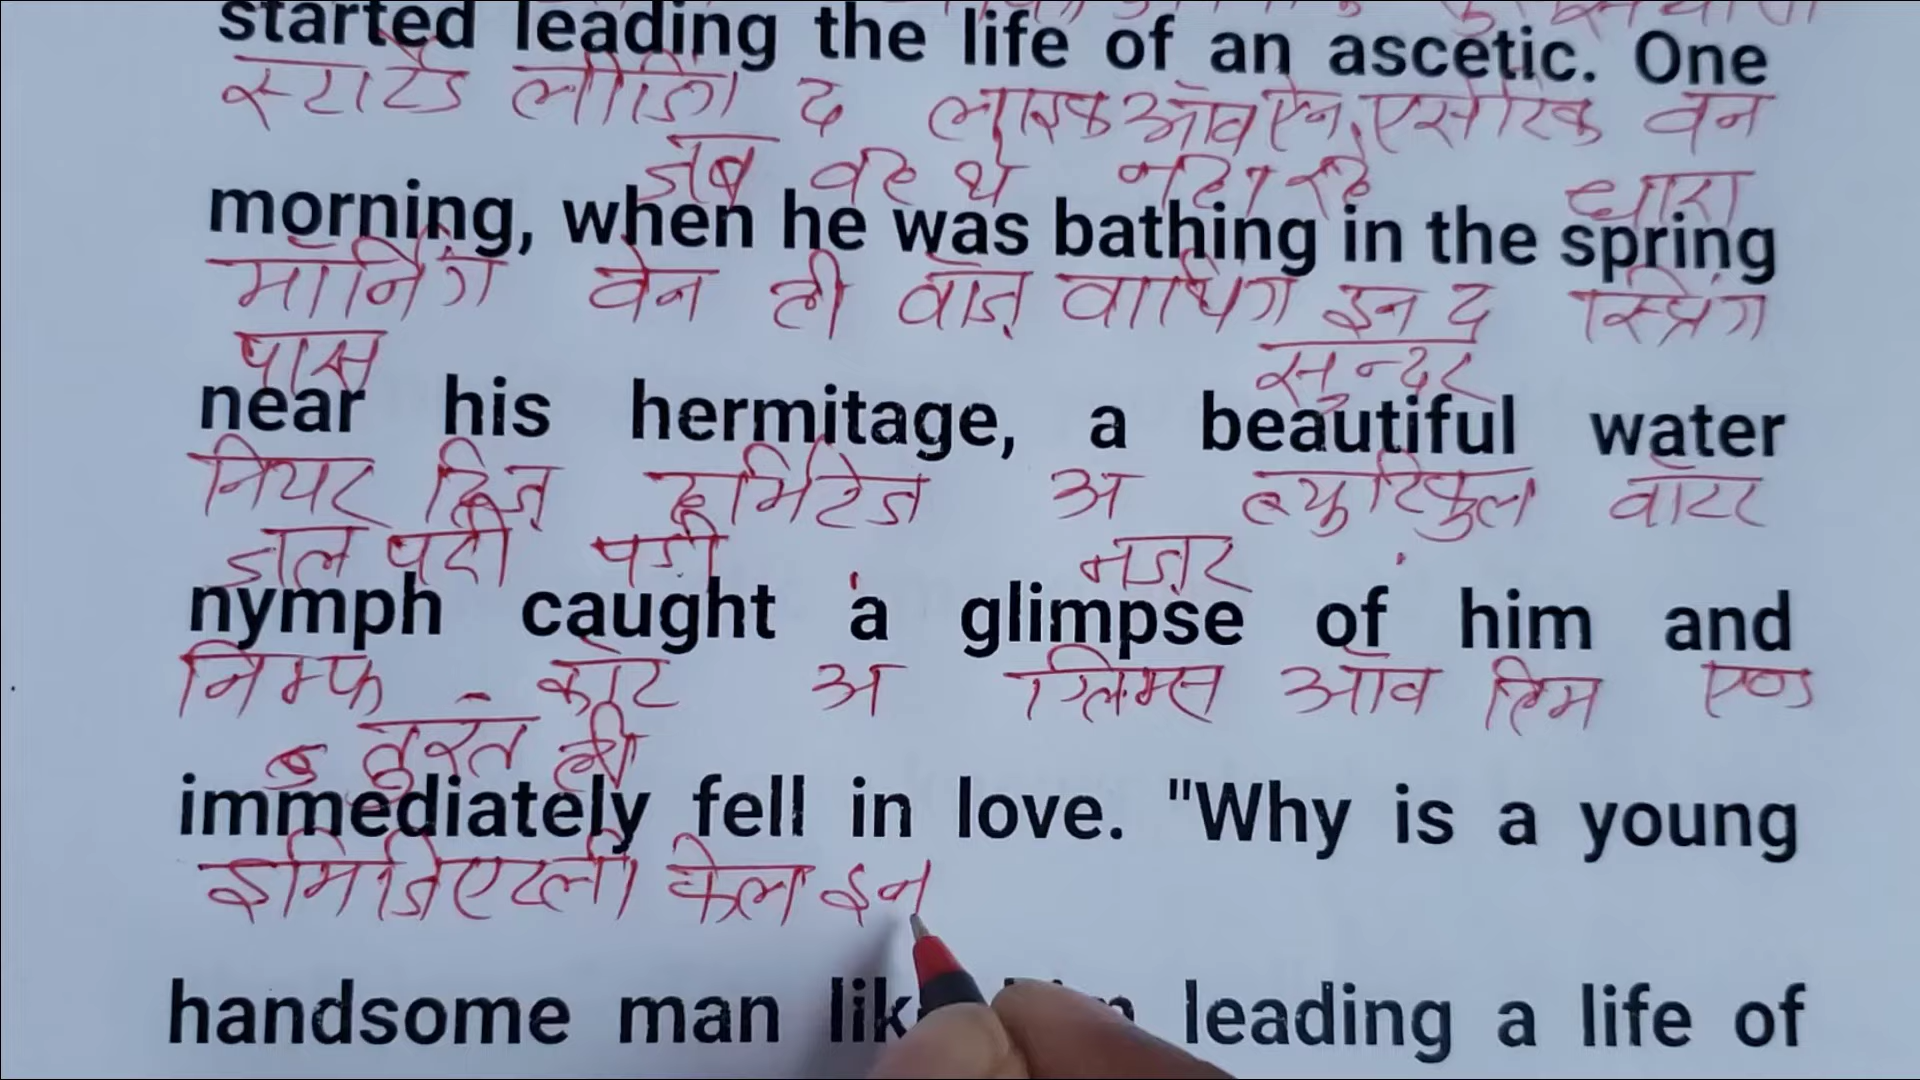 started leading the life of an ascetic. One
स्टार्टेड लीडिंग द लाइफ ऑव ऐन एसेटिक वन
जब वह थे नहा रहे धारा
morning, when he was bathing in the spring
मॉर्निंग वेन ही वॉज़ बाथिंग इन द स्प्रिंग
पास सुन्दर
near his hermitage, a beautiful water
नियर हिज़ हर्मिटेज अ ब्युटिफुल वॉटर
जल परी पड़ी नज़र
nymph caught a glimpse of him and
निम्फ कॉट अ ग्लिम्प्स ऑव हिम एण्ड
तुरंत ही
immediately fell in love. "Why is a young
इमिडिएटली फेल इन
handsome man leading a life of